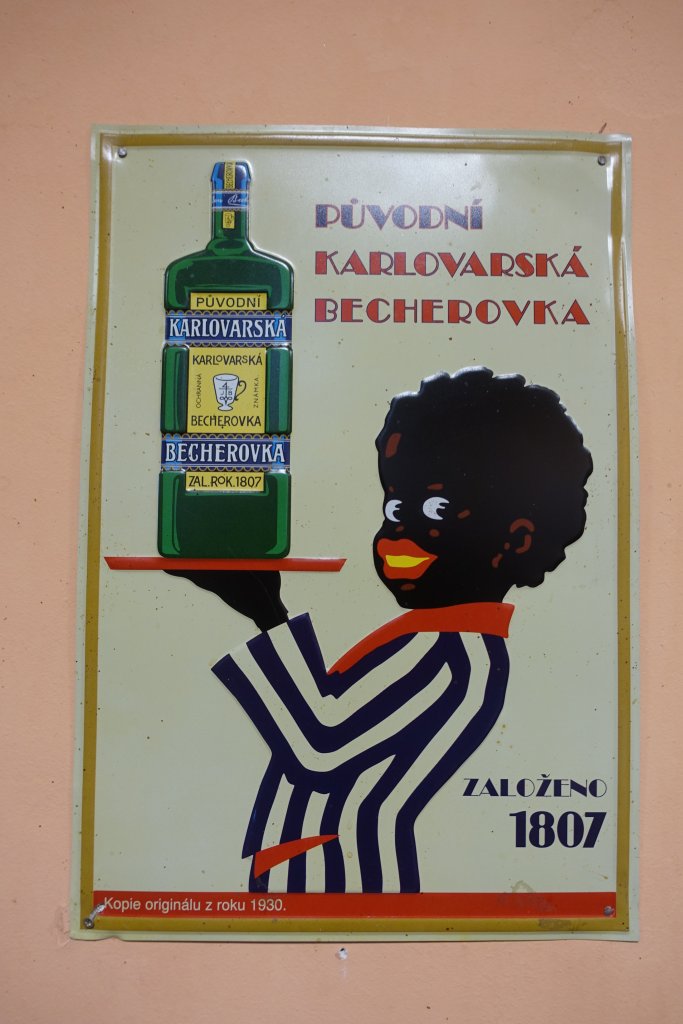 PŮVODNÍ
KARLOVARSKÁ
BECHEROVKA
BECHEROVKA
PŮVODNÍ
KARLOVARSKÁ
KARLOVARSKÁ
OCHRANNÁ
ZNÁMKA
BECHEROVKA
BECHEROVKA
ZAL.ROK.1807
ZALOŽENO
1807
Kopie originálu z roku 1930.